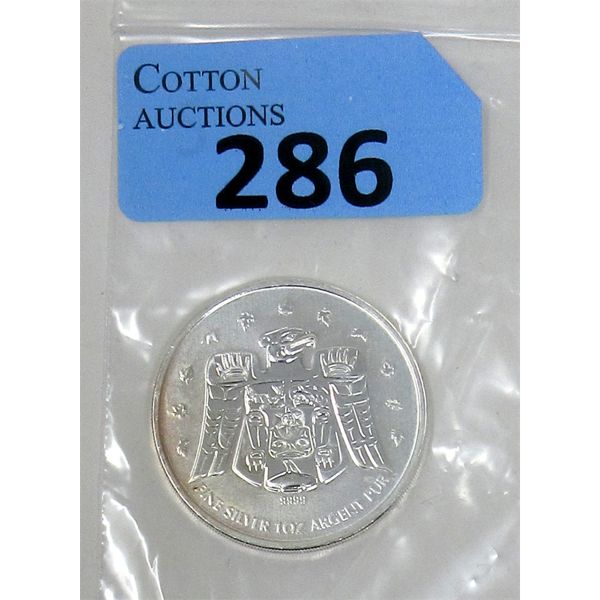 COTTON
AUCTIONS
286
9999
FINE SILVER 1OZ ARGENT PUR